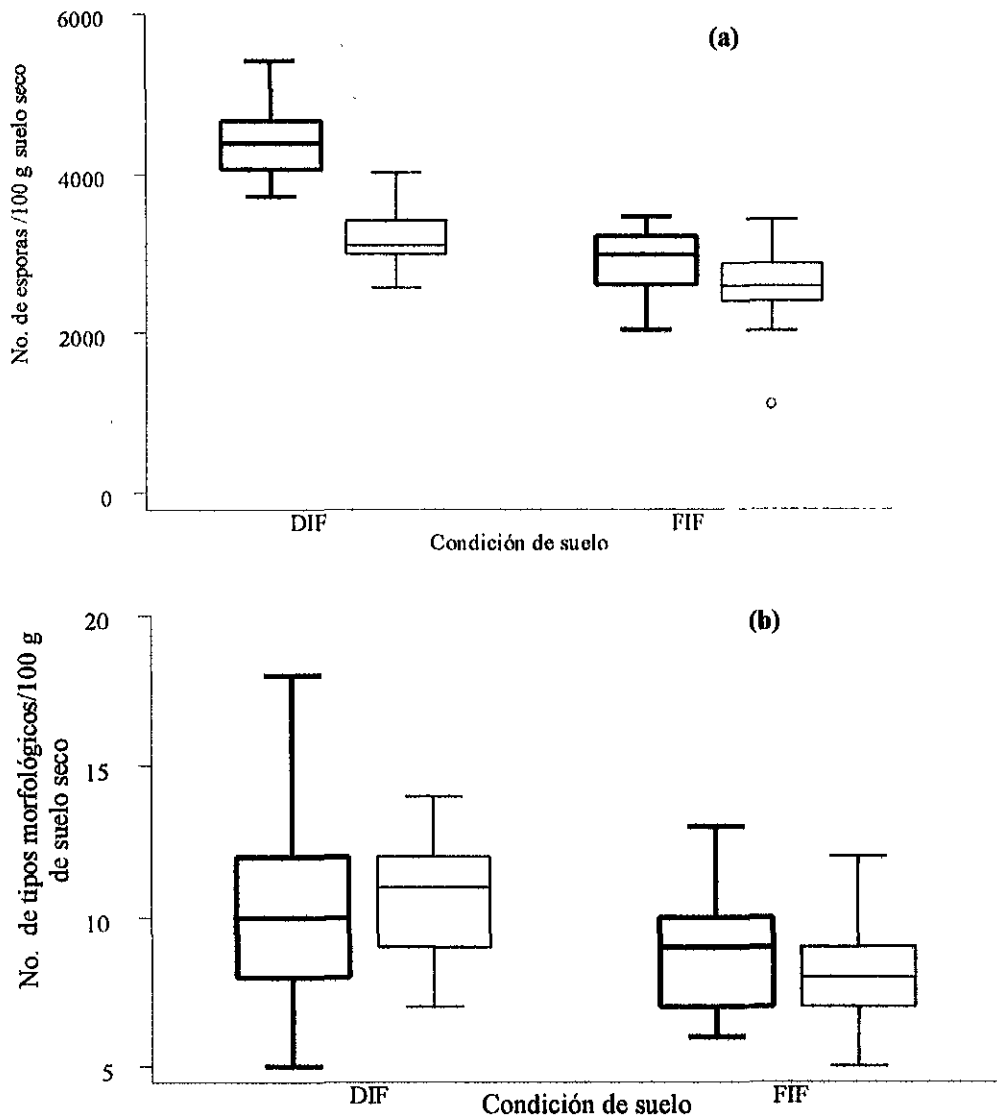 (a)
No. de esporas /100 g suelo seco
6000
4000
2000
0
DIF
FIF
Condición de suelo
(b)
No. de tipos morfológicos/100 g
de suelo seco
20
15
10
5
DIF
FIF
Condición de suelo